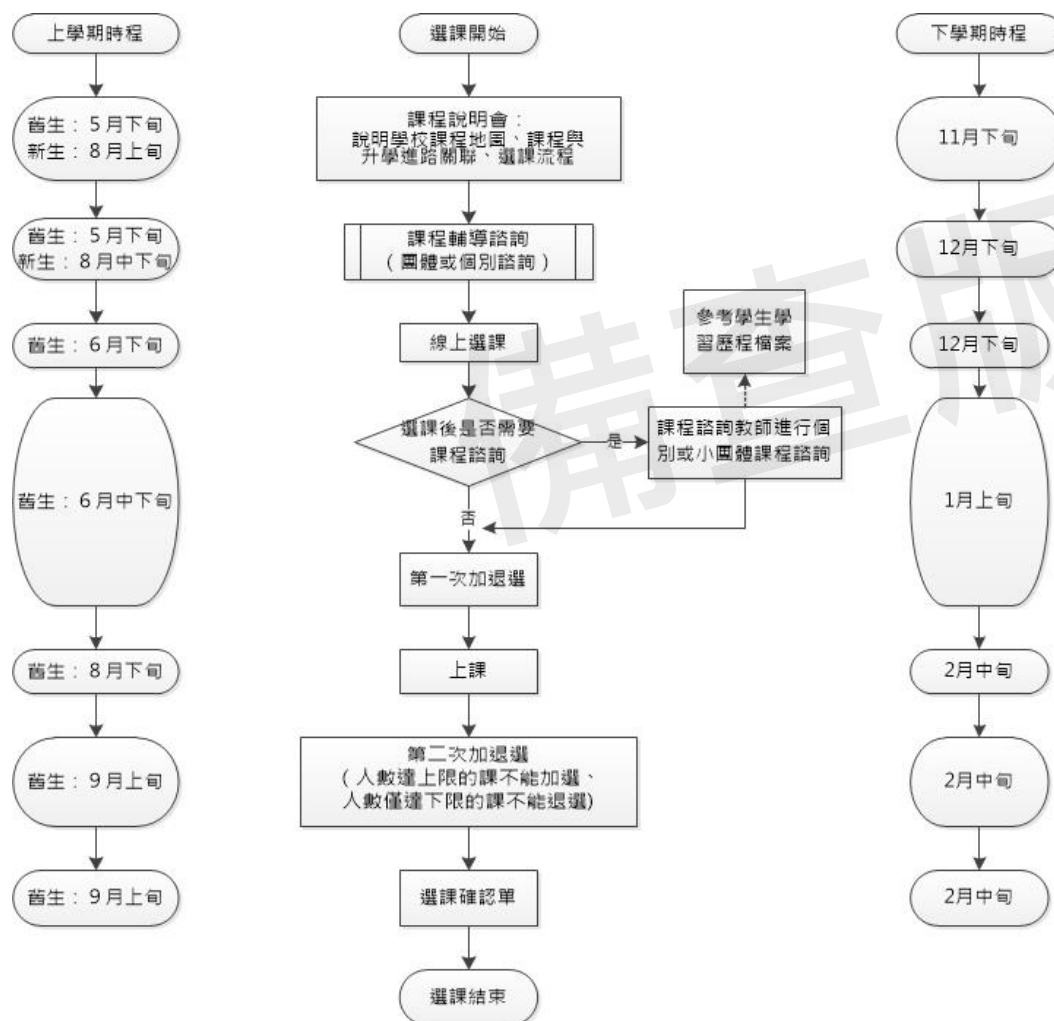 上學期時程
選課開始
下學期時程
舊生：5月下旬
新生：8月上旬
課程說明會：
說明學校課程地圖、課程與
升學進路關聯、選課流程
11月下旬
舊生：5月下旬
新生：8月中下旬
課程輔導諮詢
（團體或個別諮詢）
12月下旬
舊生：6月下旬
線上選課
參考學生學
習歷程檔案
12月下旬
選課後是否需要
課程諮詢
是
課程諮詢教師進行個
別或小團體課程諮詢
舊生：6月中下旬
1月上旬
否
第一次加退選
舊生：8月下旬
上課
2月中旬
舊生：9月上旬
第二次加退選
（人數達上限的課不能加選、
人數僅達下限的課不能退選)
2月中旬
舊生：9月上旬
選課確認單
2月中旬
選課結束
備查版